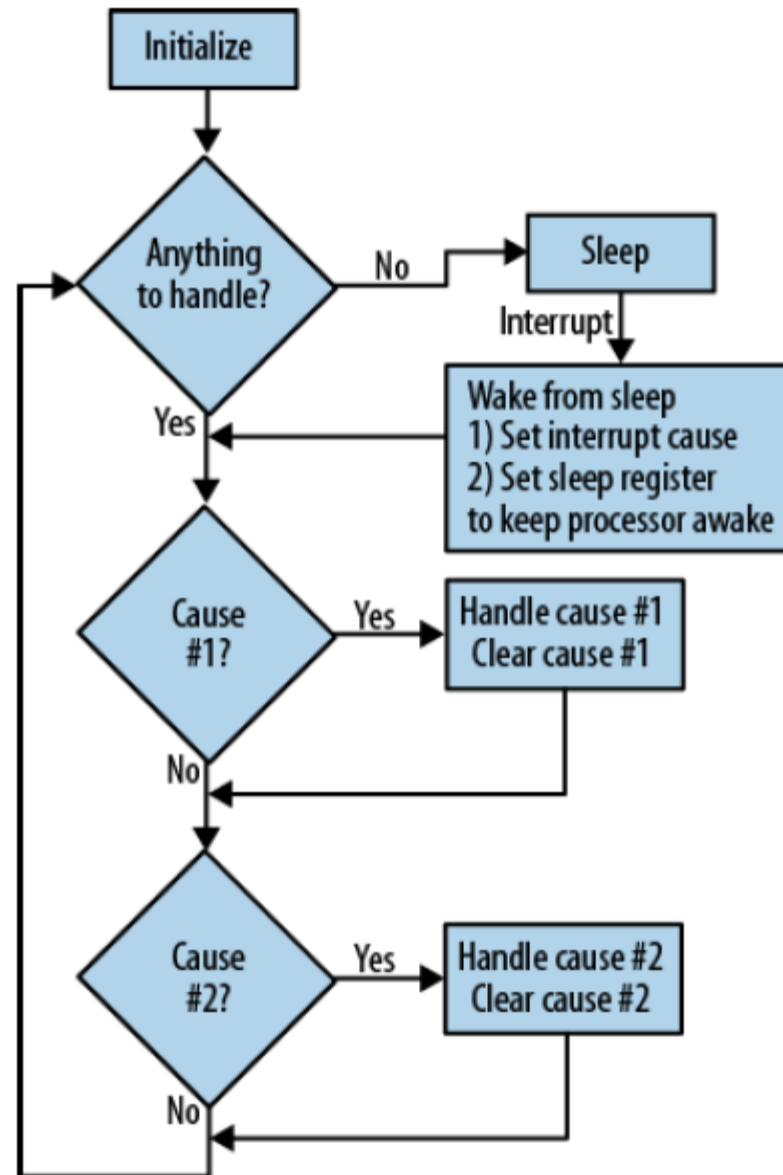 Initialize
Anything
to handle?
No
Sleep
Interrupt
Wake from sleep
1) Set interrupt cause
2) Set sleep register
to keep processor awake
Yes
Cause
#1?
Yes
Handle cause #1
Clear cause #1
No
Cause
#2?
Yes
Handle cause #2
Clear cause #2
No